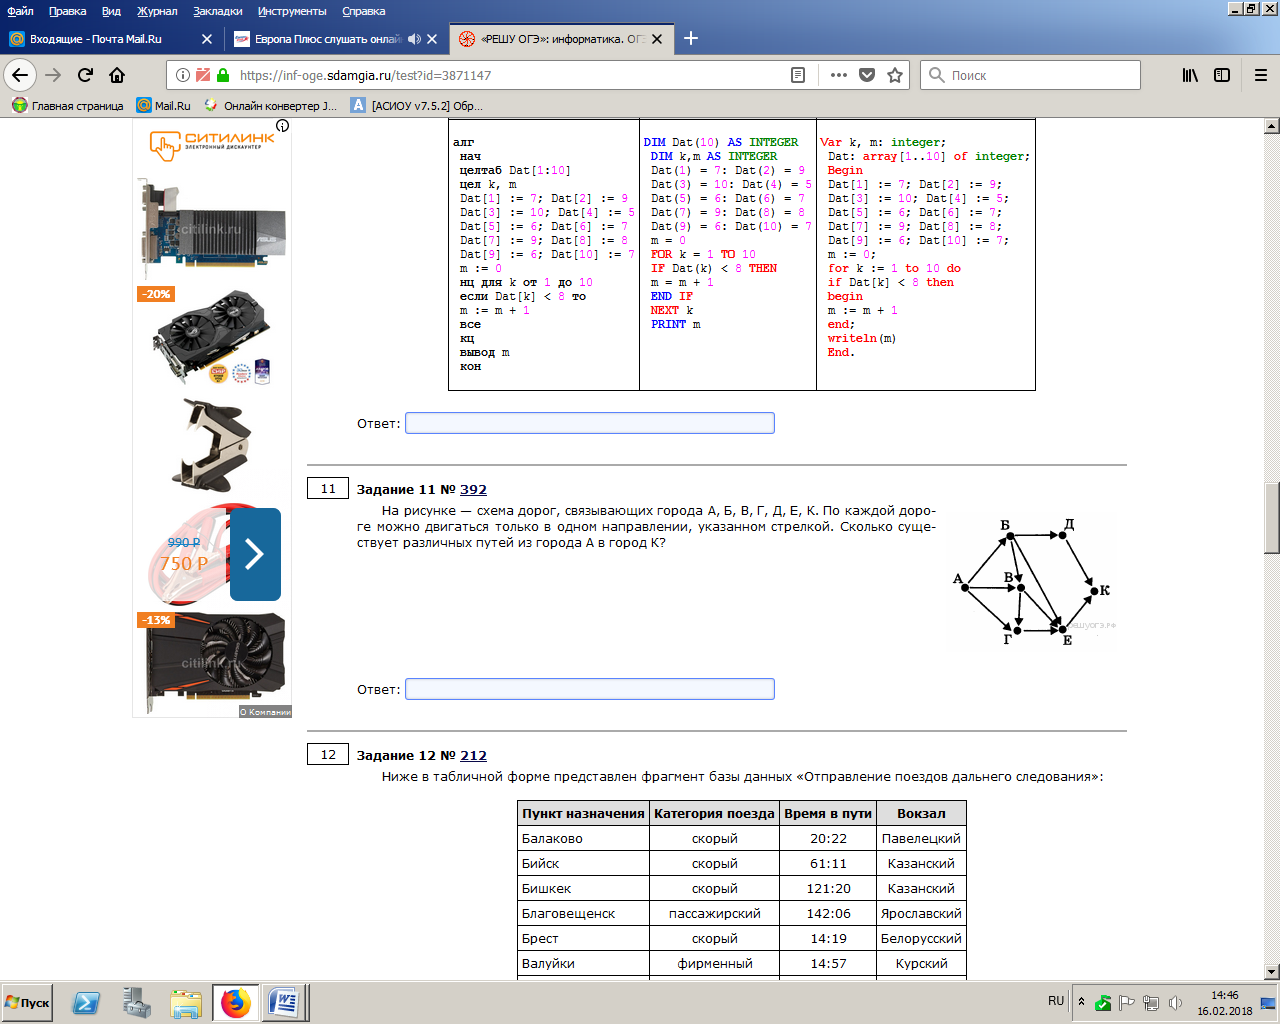 Файл Правка Вид Журнал Закладки Инструменты Справка
Входящие - Почта Mail.Ru
Европа Плюс слушать онлай
«РЕШУ ОГЭ»: информатика. ОГЭ
https://inf-oge.sdamgia.ru/test?id=3871147
Поиск
Главная страница
Mail.Ru
Онлайн конвертер J...
[АСИОУ v7.5.2] Обр...
СИТИЛИНК
ЭЛЕКТРОННЫЙ ДИСКАУНТЕР
citilink.ru
-20%
990 Р
750 Р
-13%
citilink.ru
О Компании
алг
нач
целтаб Dat[1:10]
цел k, m
Dat[1] := 7; Dat[2] := 9
Dat[3] := 10; Dat[4] := 5
Dat[5] := 6; Dat[6] := 7
Dat[7] := 9; Dat[8] := 8
Dat[9] := 6; Dat[10] := 7
m := 0
нц для k от 1 до 10
если Dat[k] < 8 то
m := m + 1
все
кц
вывод m
кон
DIM Dat(10) AS INTEGER
DIM k,m AS INTEGER
Dat(1) = 7: Dat(2) = 9
Dat(3) = 10: Dat(4) = 5
Dat(5) = 6: Dat(6) = 7
Dat(7) = 9: Dat(8) = 8
Dat(9) = 6: Dat(10) = 7
m = 0
FOR k = 1 TO 10
IF Dat(k) < 8 THEN
m = m + 1
END IF
NEXT k
PRINT m
Var k, m: integer;
Dat: array[1..10] of integer;
Begin
Dat[1] := 7; Dat[2] := 9;
Dat[3] := 10; Dat[4] := 5;
Dat[5] := 6; Dat[6] := 7;
Dat[7] := 9; Dat[8] := 8;
Dat[9] := 6; Dat[10] := 7;
m := 0;
for k := 1 to 10 do
if Dat[k] < 8 then
begin
m := m + 1
end;
writeln(m)
End.
Ответ:
11
Задание 11 № 392
На рисунке — схема дорог, связывающих города А, Б, В, Г, Д, Е, К. По каждой доро-
ге можно двигаться только в одном направлении, указанном стрелкой. Сколько суще-
ствует различных путей из города А в город К?
Б
Д
А
В
К
Г
Е
РЕШУОГЭ.РФ
Ответ:
12
Задание 12 № 212
Ниже в табличной форме представлен фрагмент базы данных «Отправление поездов дальнего следования»:
Пункт назначения Категория поезда Время в пути Вокзал
Балаково скорый 20:22 Павелецкий
Бийск скорый 61:11 Казанский
Бишкек скорый 121:20 Казанский
Благовещенск пассажирский 142:06 Ярославский
Брест скорый 14:19 Белорусский
Валуйки фирменный 14:57 Курский
Пуск
RU
14:46
16.02.2018